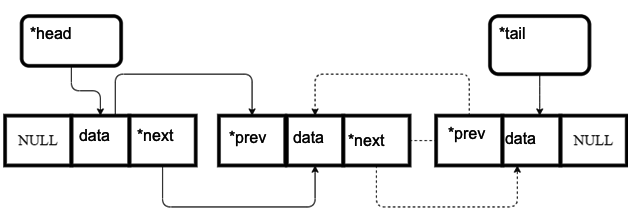 *head
*tail
NULL data *next
*prev data *next
*prev data NULL